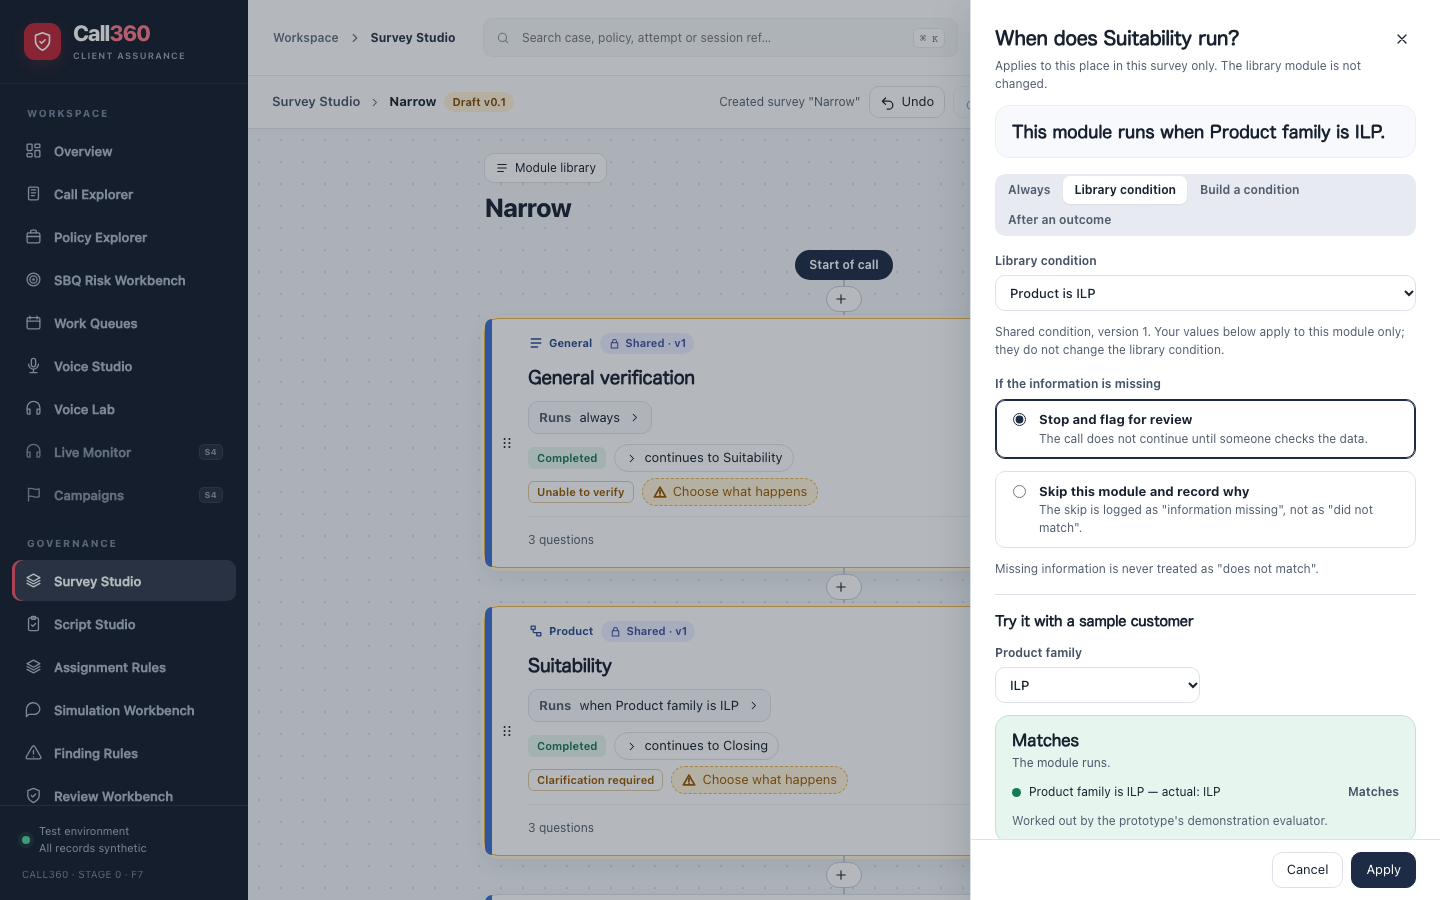 Call360
CLIENT ASSURANCE
WORKSPACE
Overview
Call Explorer
Policy Explorer
SBQ Risk Workbench
Work Queues
Voice Studio
Voice Lab
Live Monitor S4
Campaigns S4
GOVERNANCE
Survey Studio
Script Studio
Assignment Rules
Simulation Workbench
Finding Rules
Review Workbench
Test environment
All records synthetic
CALL360 · STAGE 0 · F7
Workspace > Survey Studio
Search case, policy, attempt or session ref...
⌘ K
Survey Studio > Narrow Draft v0.1
Created survey "Narrow"
Undo
Module library
Narrow
Start of call
General Shared · v1
General verification
Runs always >
Completed > continues to Suitability
Unable to verify Choose what happens
3 questions
Product Shared · v1
Suitability
Runs when Product family is ILP >
Completed > continues to Closing
Clarification required Choose what happens
3 questions
When does Suitability run?
Applies to this place in this survey only. The library module is not
changed.
This module runs when Product family is ILP.
Always Library condition Build a condition
After an outcome
Library condition
Product is ILP
Shared condition, version 1. Your values below apply to this module only;
they do not change the library condition.
If the information is missing
Stop and flag for review
The call does not continue until someone checks the data.
Skip this module and record why
The skip is logged as "information missing", not as "did not
match".
Missing information is never treated as "does not match".
Try it with a sample customer
Product family
ILP
Matches
The module runs.
Product family is ILP — actual: ILP Matches
Worked out by the prototype's demonstration evaluator.
Cancel
Apply